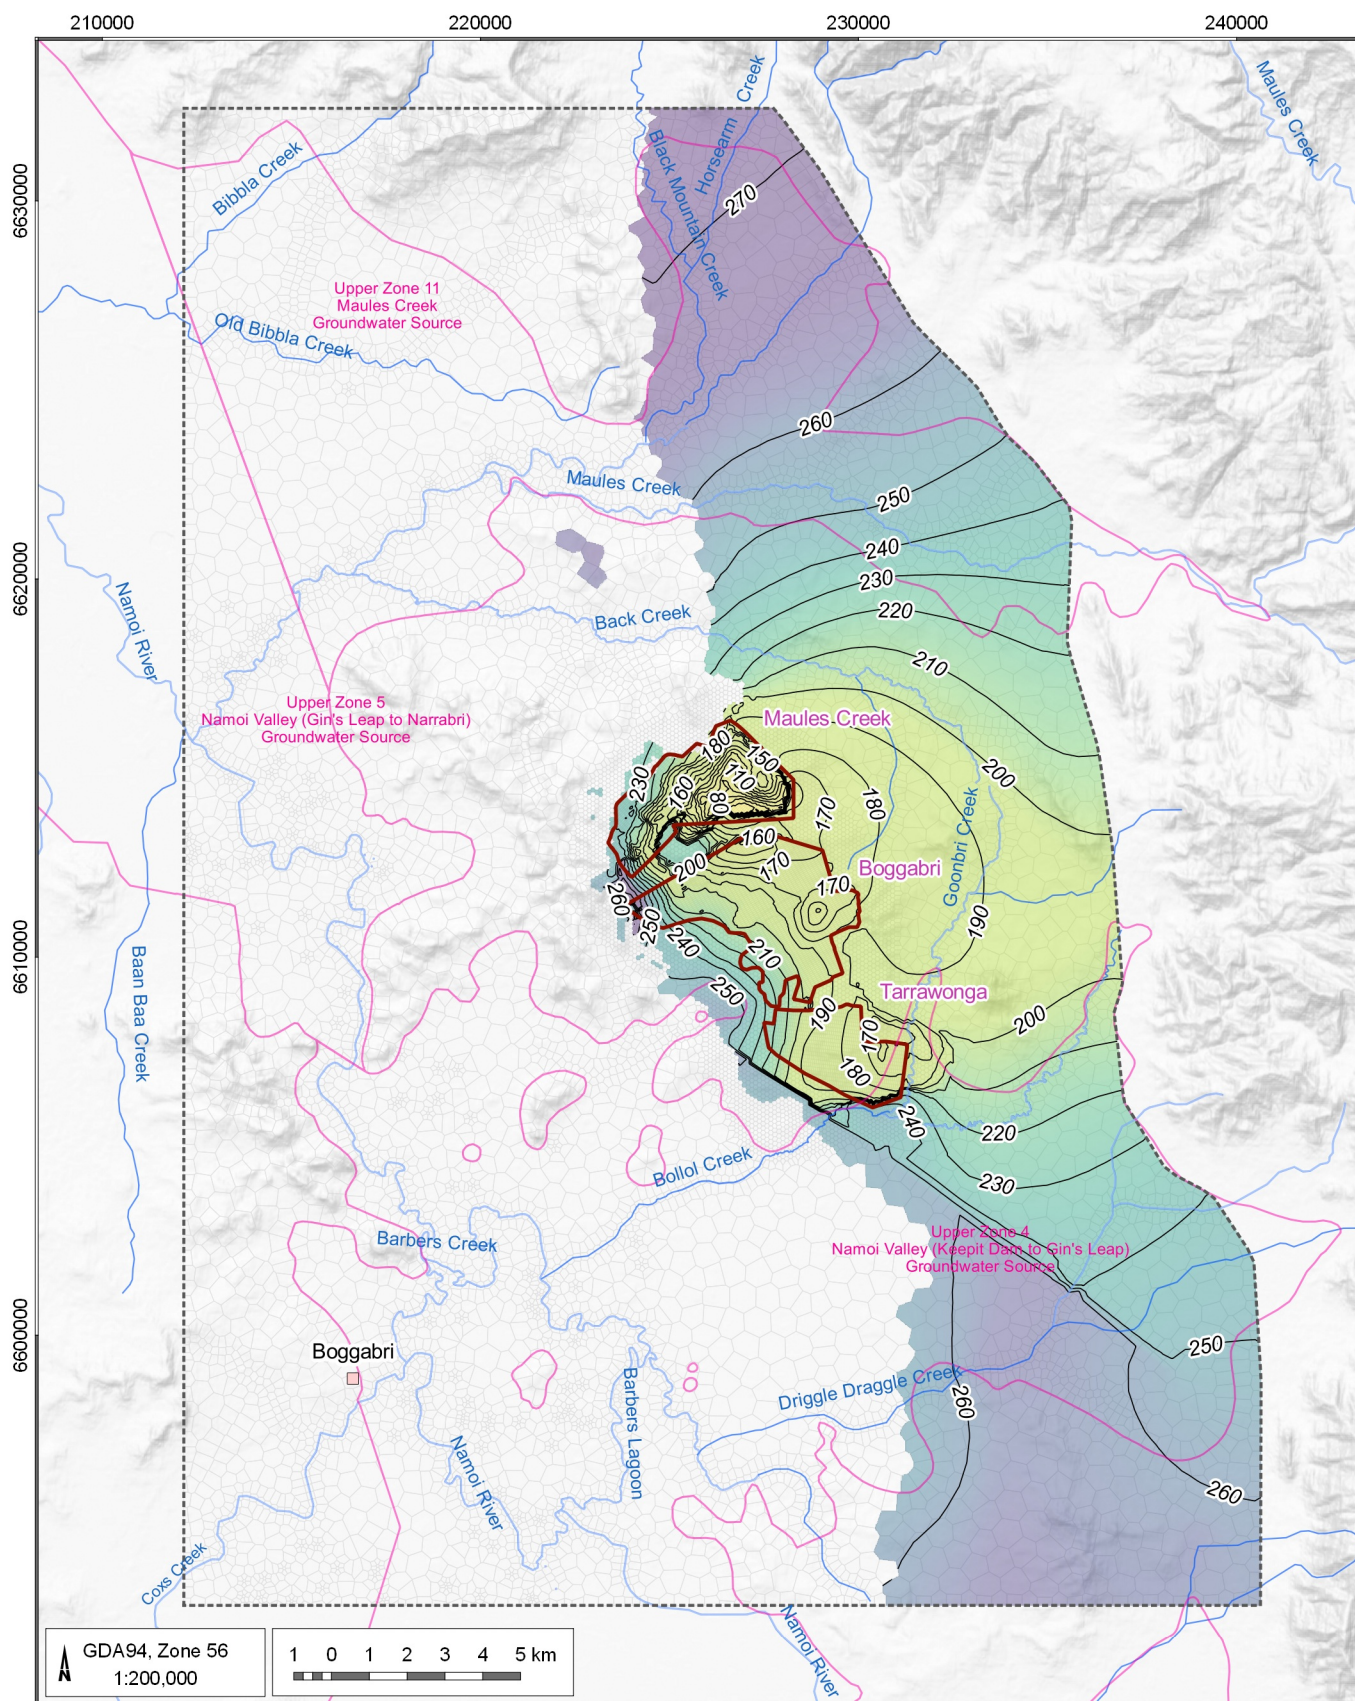 210000
220000
230000
240000
6630000
6620000
6610000
6600000
Maules Creek
Horsearm Creek
Black Mountain Creek
Bibbla Creek
270
Upper Zone 11
Maules Creek
Groundwater Source
Old Bibbla Creek
260
Maules Creek
250
240
230
220
Back Creek
Namoi River
210
Upper Zone 5
Namoi Valley (Gin's Leap to Narrabri)
Groundwater Source
Maules Creek
180
150
110
200
230
160
80
170
180
160
Goonbri Creek
200
170
170
Boggabri
260
250
240
210
190
250
Tarrawonga
190
170
200
180
Baan Baa Creek
240
220
Bollol Creek
230
Barbers Creek
Upper Zone 4
Namoi Valley (Keepit Dam to Gin's Leap)
Groundwater Source
Boggabri
250
Barbers Lagoon
Driggle Draggle Creek
260
Namoi River
260
Coxs Creek
Namoi River
N
GDA94, Zone 56
1:200,000
1 0 1 2 3 4 5 km